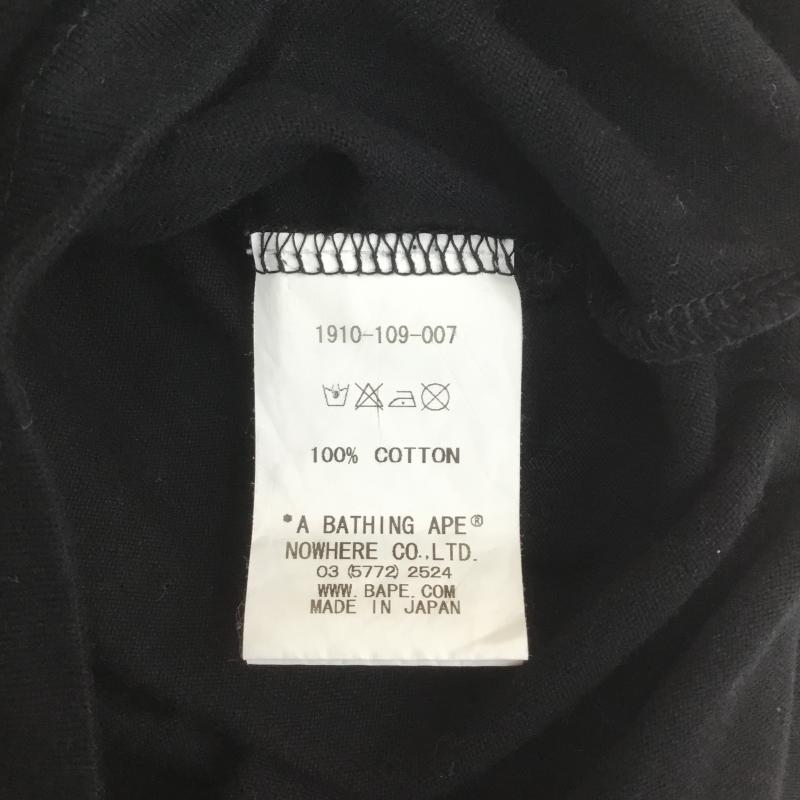 1910-109-007
100% COTTON
*A BATHING APE®
NOWHERE CO.,LTD.
03 (5772) 2524
WWW.BAPE.COM
MADE IN JAPAN